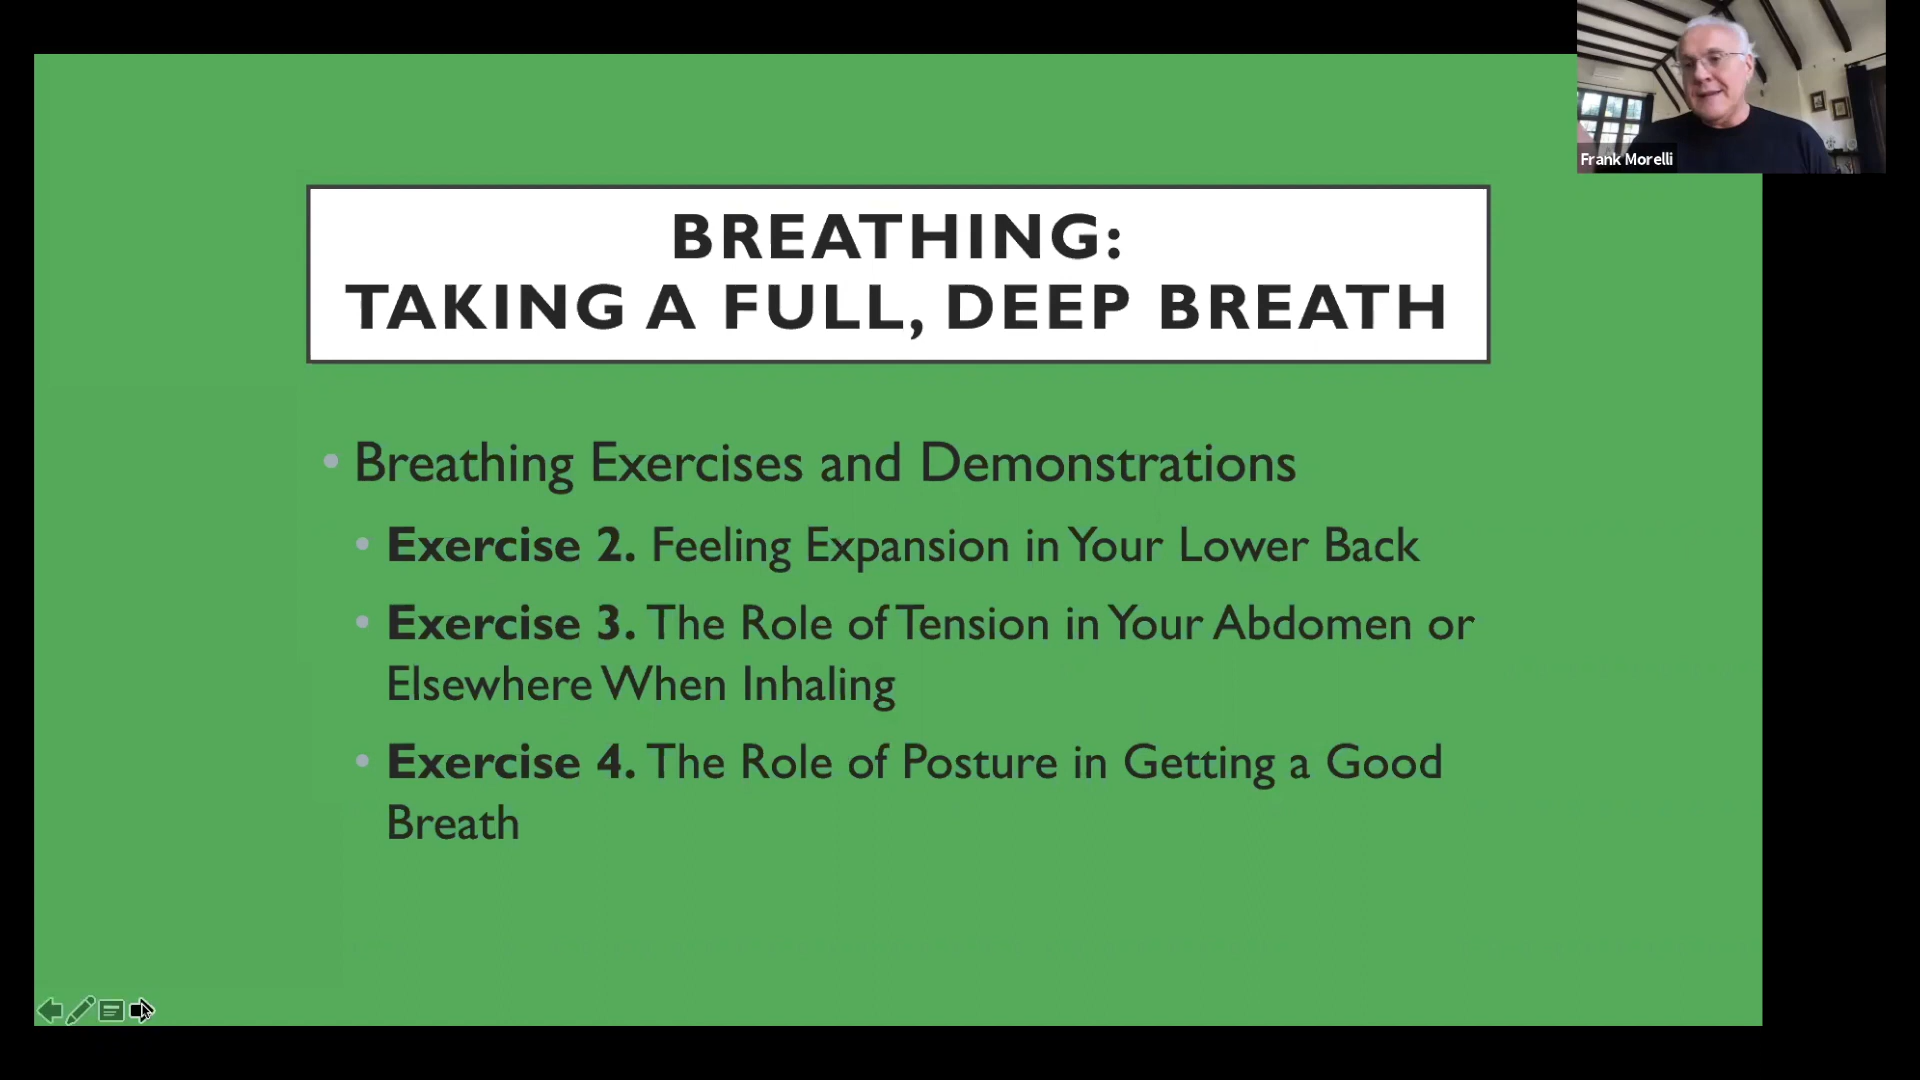 Frank Morelli
BREATHING:
TAKING A FULL, DEEP BREATH
• Breathing Exercises and Demonstrations
• Exercise 2. Feeling Expansion in Your Lower Back
• Exercise 3. The Role of Tension in Your Abdomen or
Elsewhere When Inhaling
• Exercise 4. The Role of Posture in Getting a Good
Breath